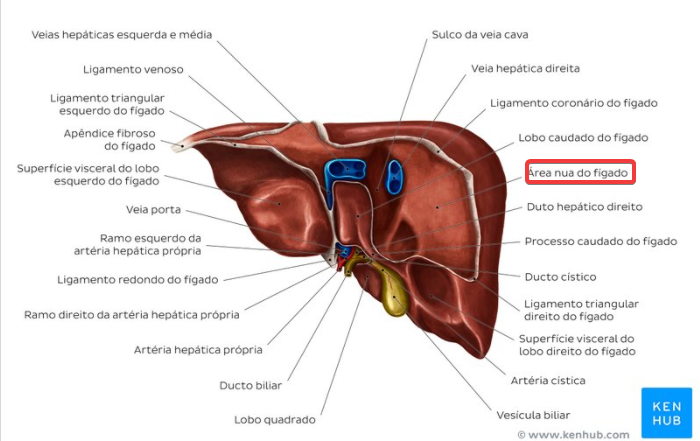 Veias hepáticas esquerda e média
Ligamento venoso
Ligamento triangular
esquerdo do fígado
Apêndice fibroso
do fígado
Superfície visceral do lobo
esquerdo do fígado
Veia porta
Ramo esquerdo da
artéria hepática própria
Ligamento redondo do fígado
Ramo direito da artéria hepática própria
Artéria hepática própria
Ducto biliar
Lobo quadrado
Sulco da veia cava
Veia hepática direita
Ligamento coronário do fígado
Lobo caudado do fígado
Área nua do fígado
Duto hepático direito
Processo caudado do fígado
Ducto cístico
Ligamento triangular
direito do fígado
Superfície visceral do
lobo direito do fígado
Artéria cística
Vesícula biliar
KEN
HUB
© www.kenhub.com